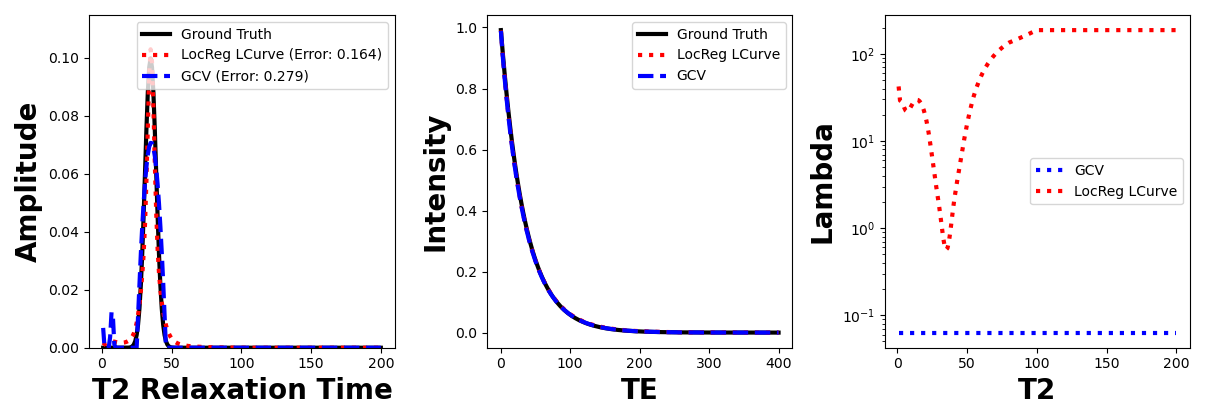 Amplitude
0.00
0.02
0.04
0.06
0.08
0.10
0
50
100
150
200
T2 Relaxation Time
Ground Truth
LocReg LCurve (Error: 0.164)
GCV (Error: 0.279)
Intensity
0.0
0.2
0.4
0.6
0.8
1.0
0
100
200
300
400
TE
Ground Truth
LocReg LCurve
GCV
Lambda
10⁻¹
10⁰
10¹
10²
0
50
100
150
200
T2
GCV
LocReg LCurve